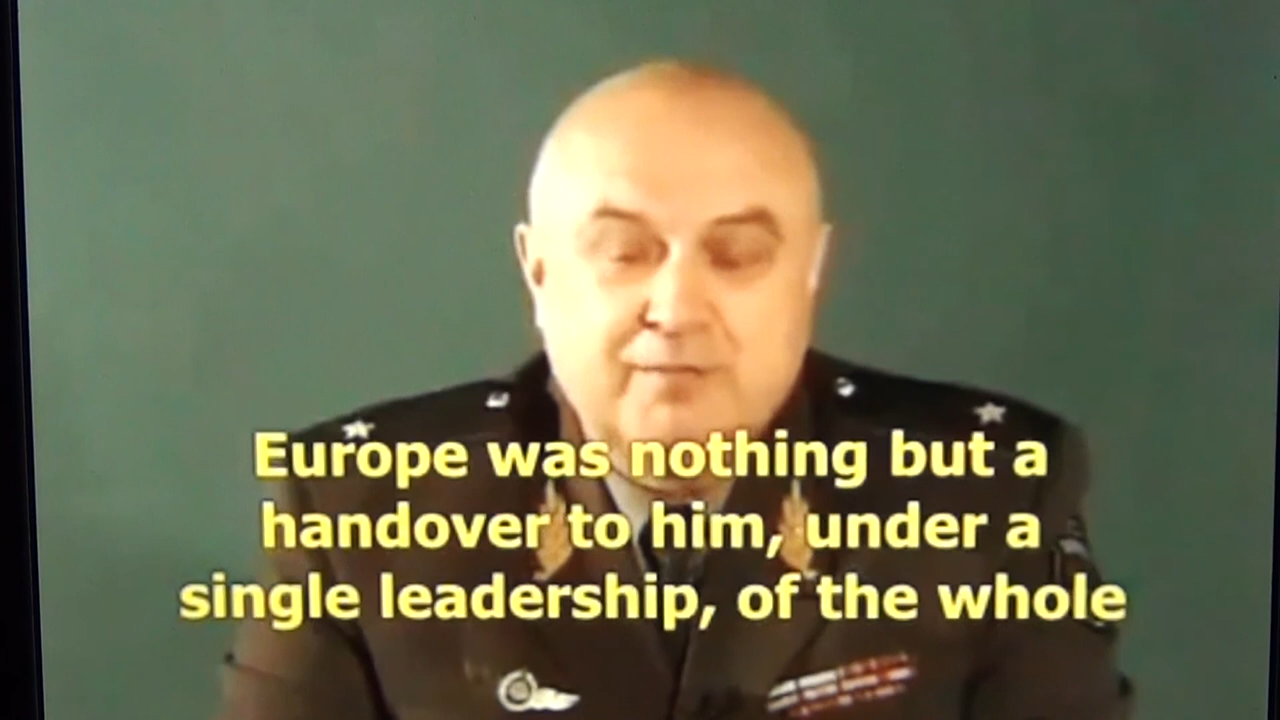 Europe was nothing but a
handover to him, under a
single leadership, of the whole